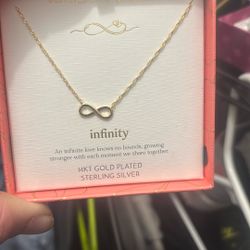 infinity
An infinite love knows no bounds, growing
stronger with each moment we share together.
14KT GOLD PLATED
STERLING SILVER